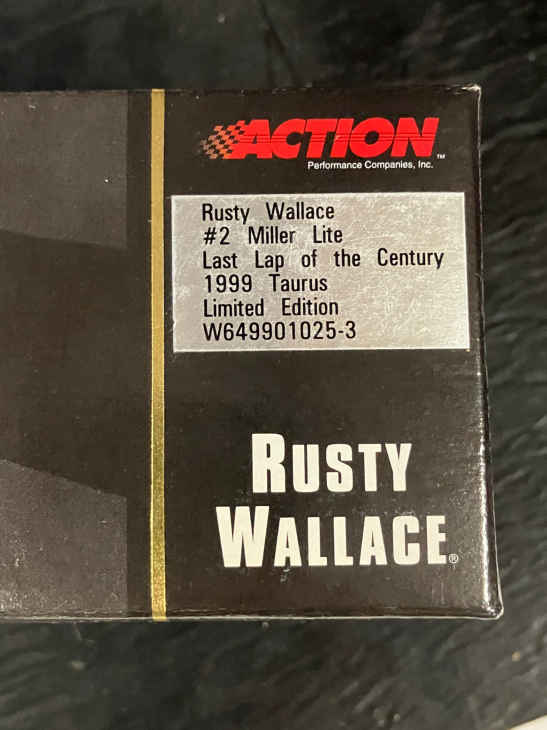 ACTION™
Performance Companies, Inc.
Rusty Wallace
#2 Miller Lite
Last Lap of the Century
1999 Taurus
Limited Edition
W649901025-3
RUSTY
WALLACE®